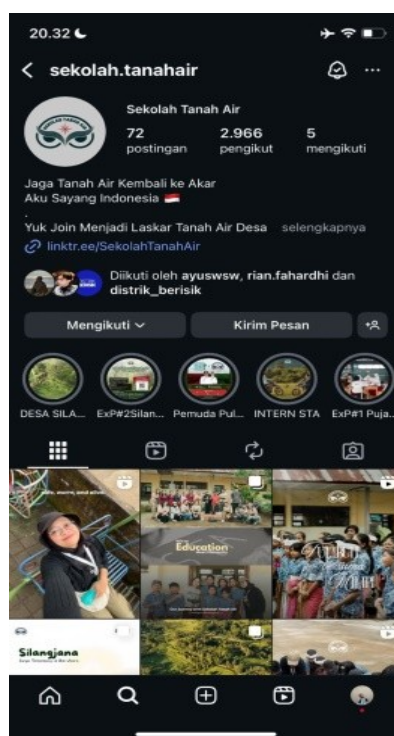 20.32
sekolah.tanahair
Sekolah Tanah Air
72
2.966
5
postingan
pengikut
mengikuti
Jaga Tanah Air Kembali ke Akar
Aku Sayang Indonesia
.
Yuk Join Menjadi Laskar Tanah Air Desa selengkapnya
linktr.ee/SekolahTanahAir
Diikuti oleh ayuswsw, rian.fahardhi dan
distrik_berisik
Mengikuti
Kirim Pesan
DESA SILA...
ExP#2Silan...
Pemuda Pul...
INTERN STA
ExP#1 Puja...
Education
Silangjana